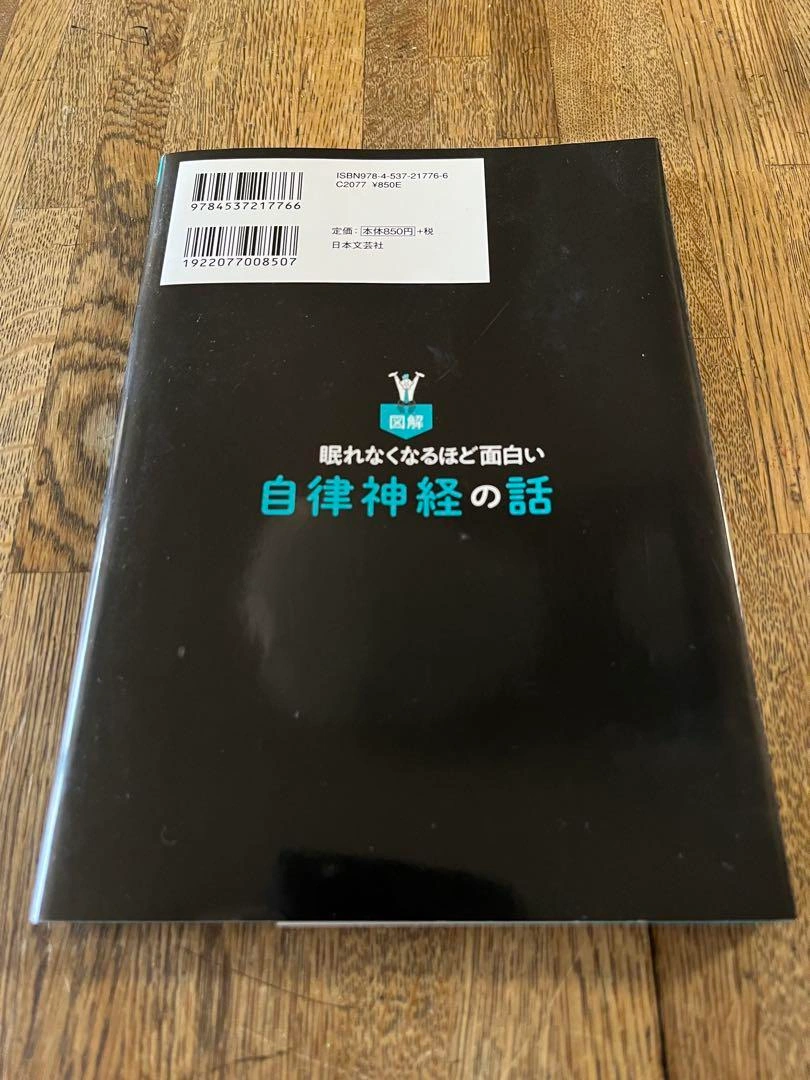 ISBN978-4-537-21776-6
C2077 ¥850E
9784537217766
定価：本体850円+税
日本文芸社
1922077008507
図解
眠れなくなるほど面白い
自律神経の話